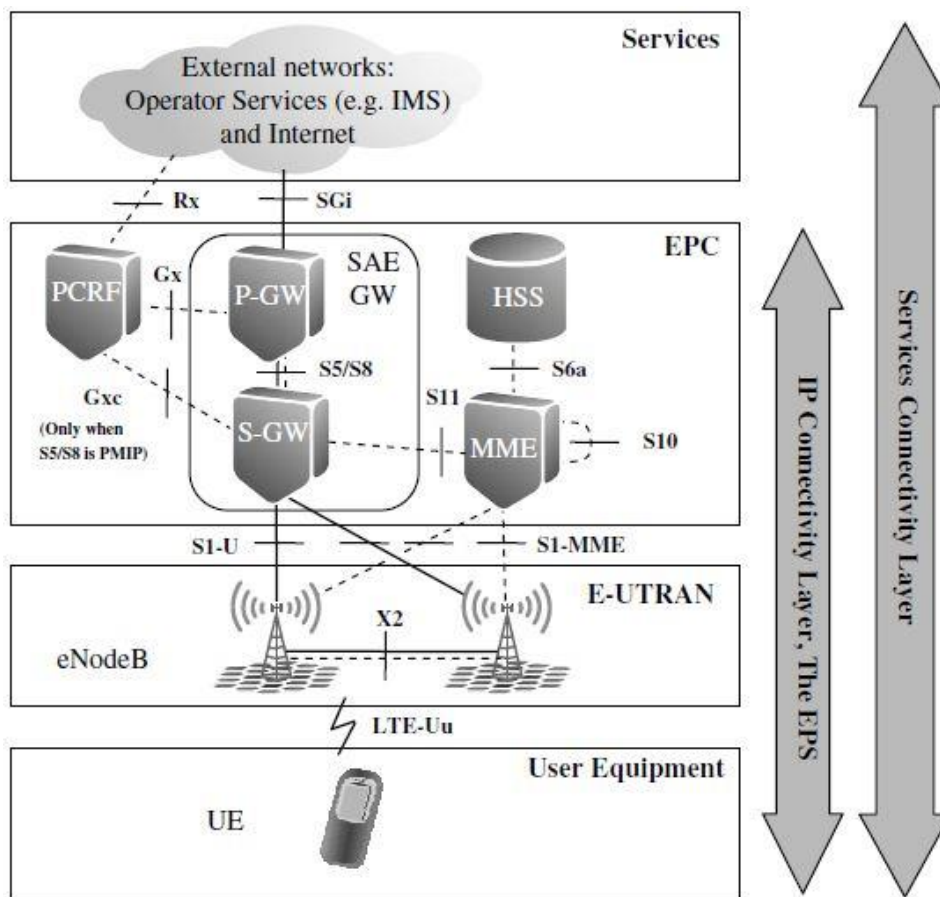 Services
External networks:
Operator Services (e.g. IMS)
and Internet
Rx
SGi
EPC
PCRF
Gx
P-GW
SAE
GW
HSS
S5/S8
S6a
Gxc
(Only when
S5/S8 is PMIP)
S-GW
S11
MME
S10
S1-U
S1-MME
E-UTRAN
X2
eNodeB
LTE-Uu
User Equipment
UE
IP Connectivity Layer, The EPS
Services Connectivity Layer